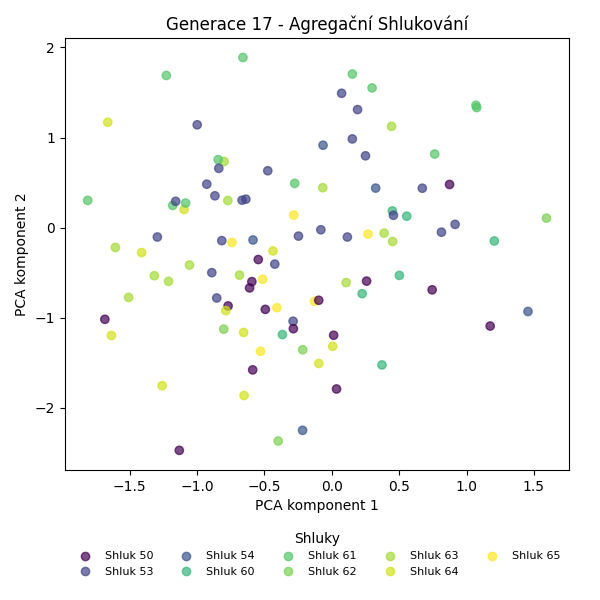 Generace 17 - Agregační Shlukování
PCA komponent 2
2
1
0
−1
−2
−1.5
−1.0
−0.5
0.0
0.5
1.0
1.5
PCA komponent 1
Shluky
Shluk 50
Shluk 53
Shluk 54
Shluk 60
Shluk 61
Shluk 62
Shluk 63
Shluk 64
Shluk 65